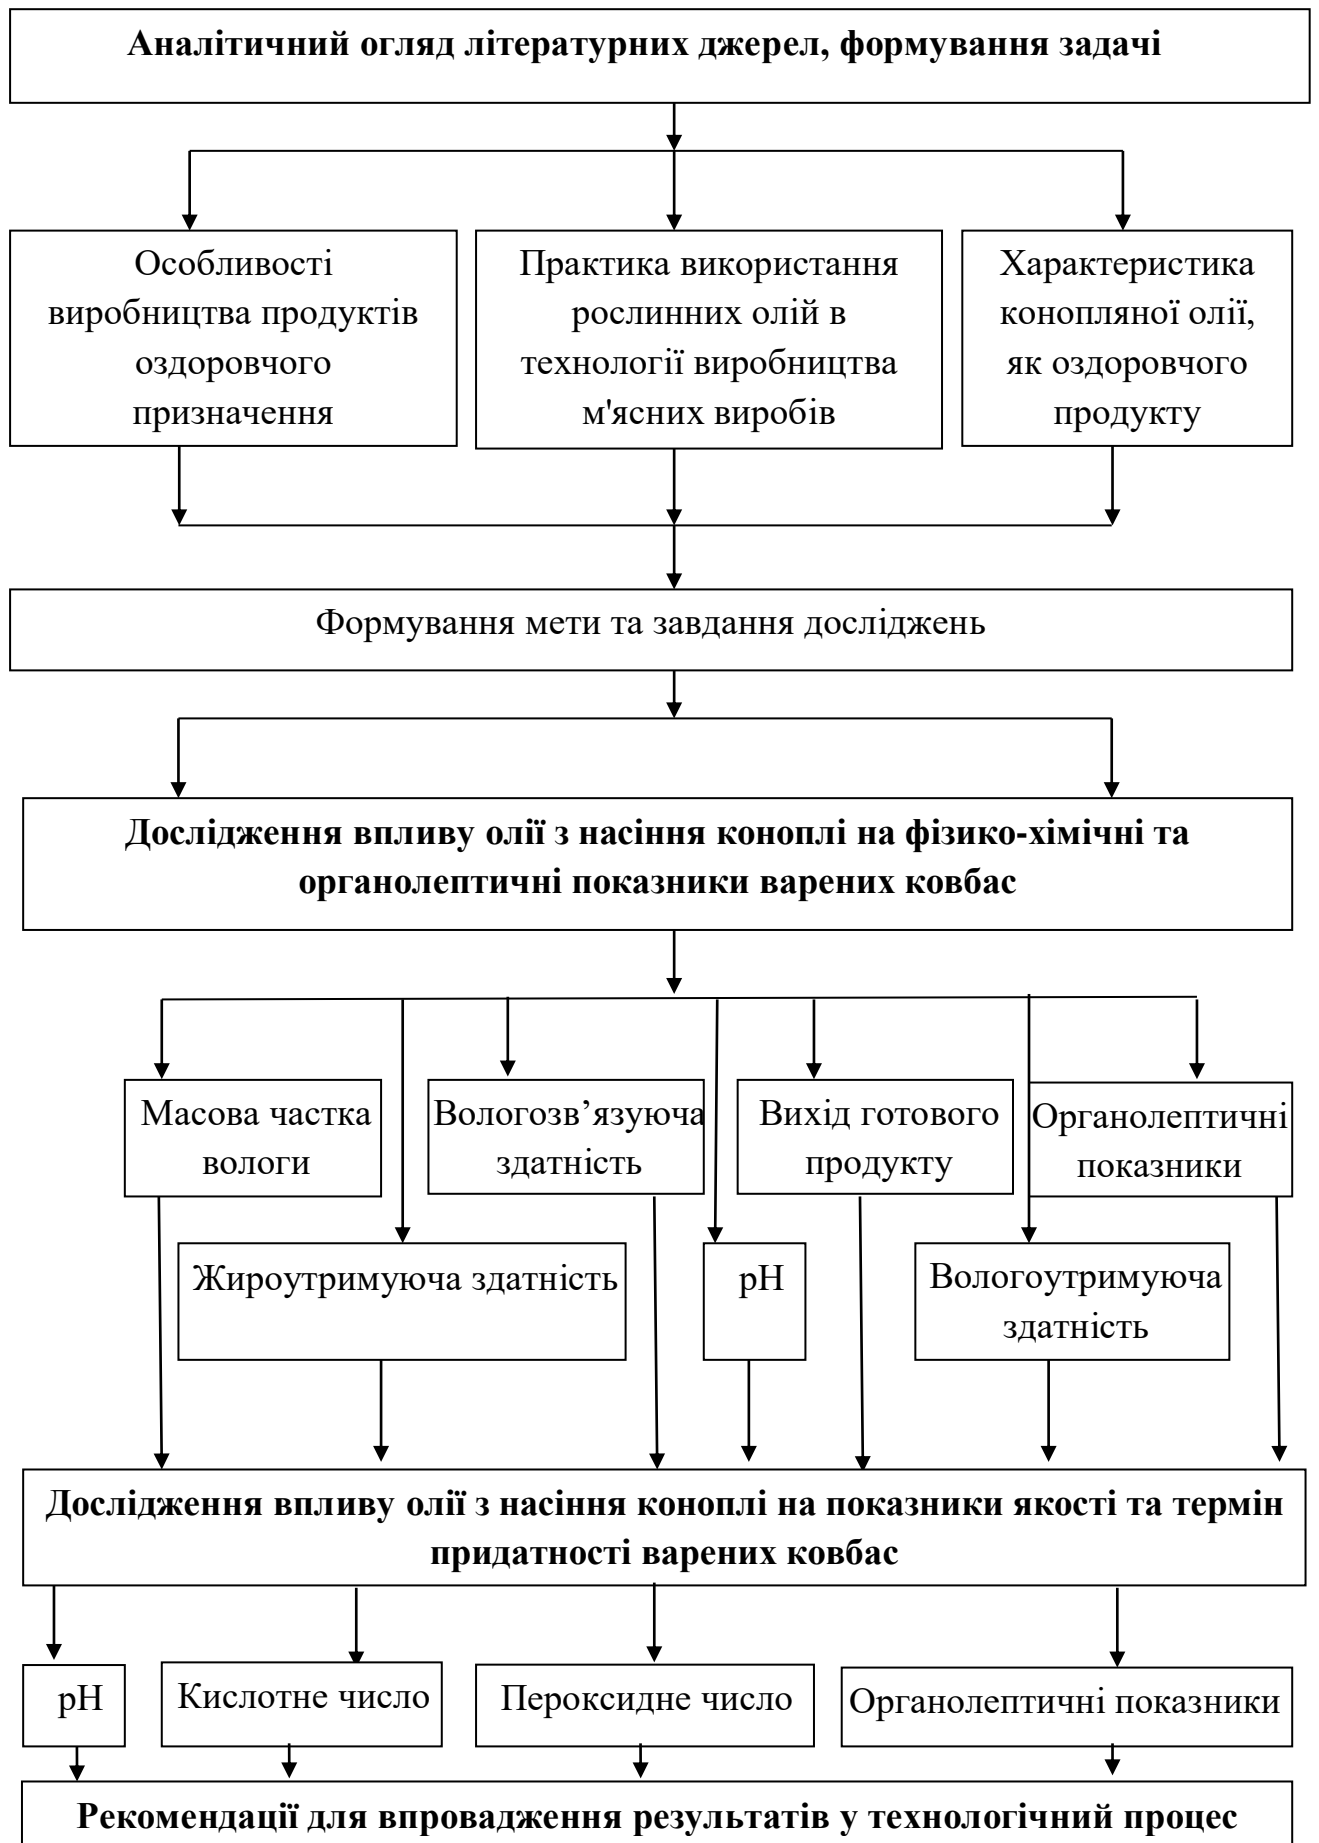 Аналітичний огляд літературних джерел, формування задачі
Особливості
виробництва продуктів
оздоровчого
призначення
Практика використання
рослинних олій в
технології виробництва
м'ясних виробів
Характеристика
конопляної олії,
як оздоровчого
продукту
Формування мети та завдання досліджень
Дослідження впливу олії з насіння коноплі на фізико-хімічні та
органолептичні показники варених ковбас
Масова частка
вологи
Вологозв’язуюча
здатність
Вихід готового
продукту
Органолептичні
показники
Жироутримуюча здатність
pH
Вологоутримуюча
здатність
Дослідження впливу олії з насіння коноплі на показники якості та термін
придатності варених ковбас
pH
Кислотне число
Пероксидне число
Органолептичні показники
Рекомендації для впровадження результатів у технологічний процес